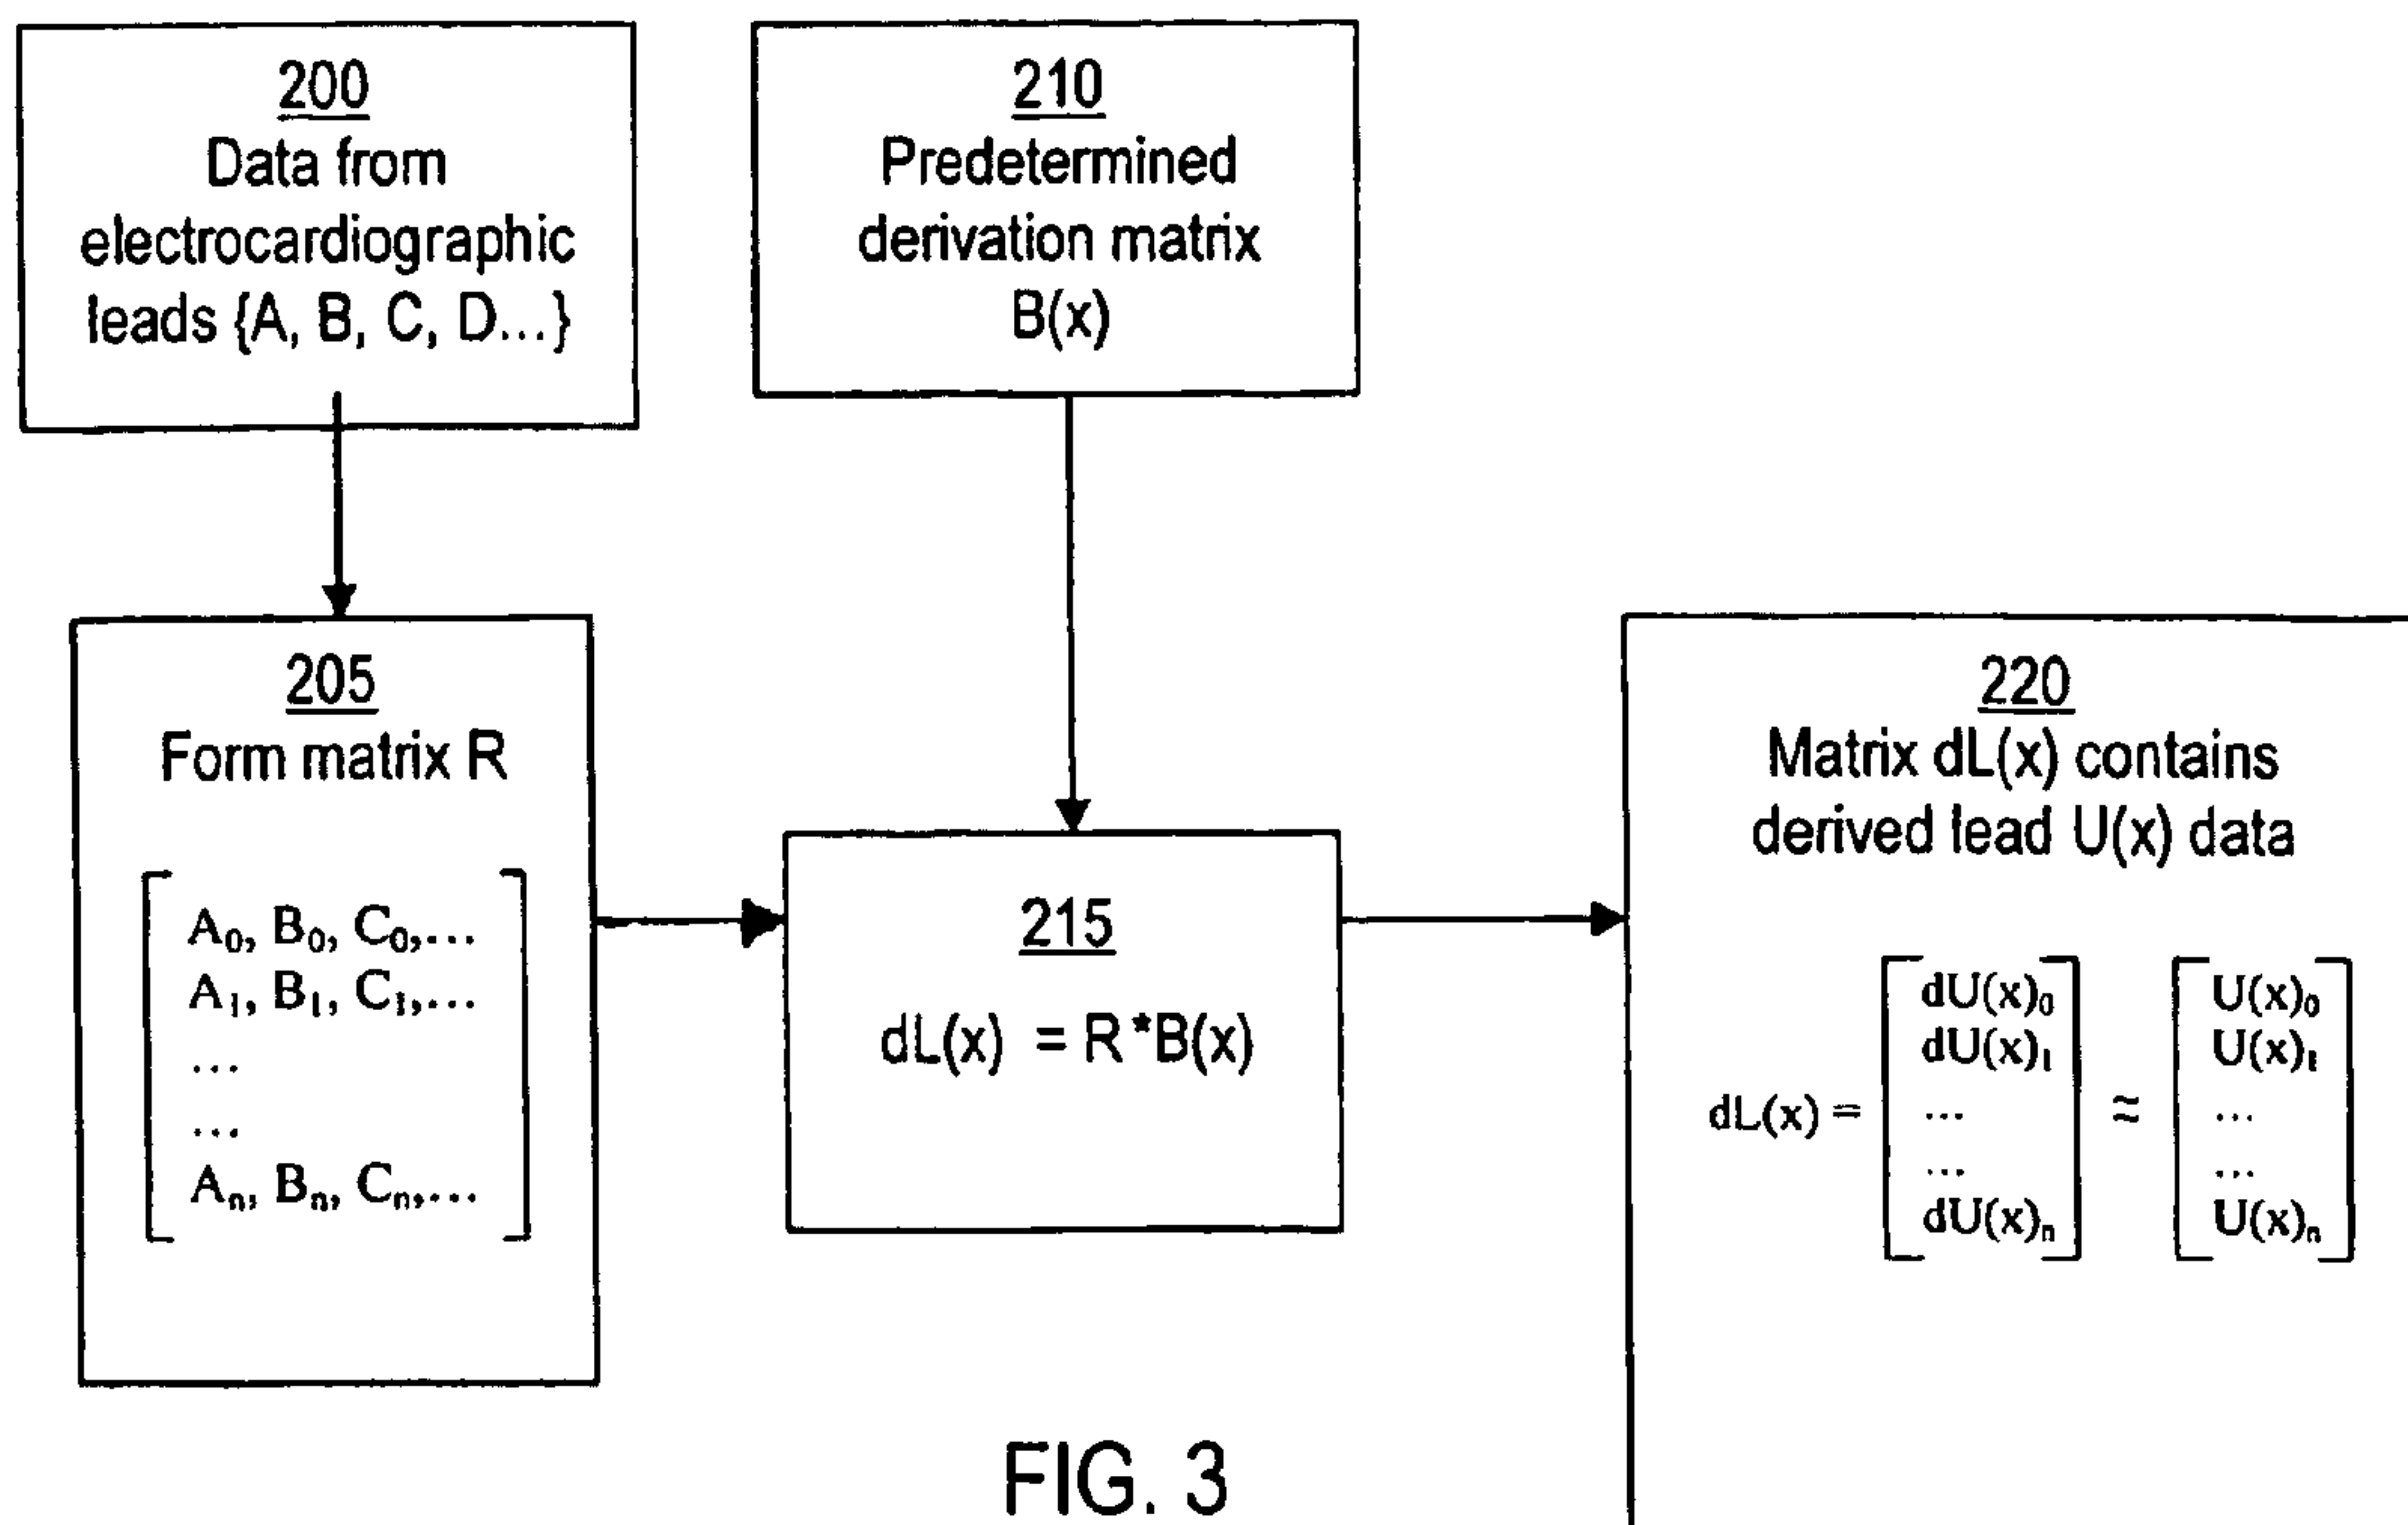 200
Data from
electrocardiographic
leads {A, B, C, D...}
210
Predetermined
derivation matrix
B(x)
205
Form matrix R
A₀, B₀, C₀,...
A₁, B₁, C₁,...
...
...
Aₙ, Bₙ, Cₙ,...
215
dL(x) = R*B(x)
220
Matrix dL(x) contains
derived lead U(x) data
dU(x)₀ U(x)₀
dU(x)₁ U(x)₁
dL(x) = ... ≈ ...
... ...
dU(x)ₙ U(x)ₙ
FIG. 3